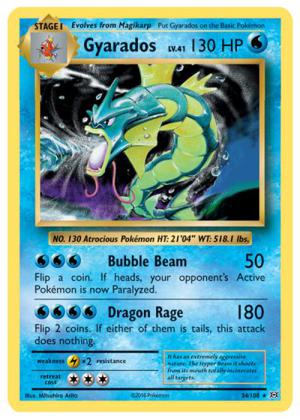 STAGE 1 Evolves from Magikarp Put Gyarados on the Basic Pokémon
Gyarados LV.41 130 HP
NO. 130 Atrocious Pokémon HT: 21'04" WT: 518.1 lbs.
Bubble Beam 50
Flip a coin. If heads, your opponent's Active
Pokémon is now Paralyzed.
Dragon Rage 180
Flip 2 coins. If either of them is tails, this attack
does nothing.
weakness ×2 resistance
retreat
cost
It has an extremely aggressive
nature. The Hyper Beam it shoots
from its mouth totally incinerates
all targets.
Illus. Mitsuhiro Arita ©2016 Pokémon 34/108